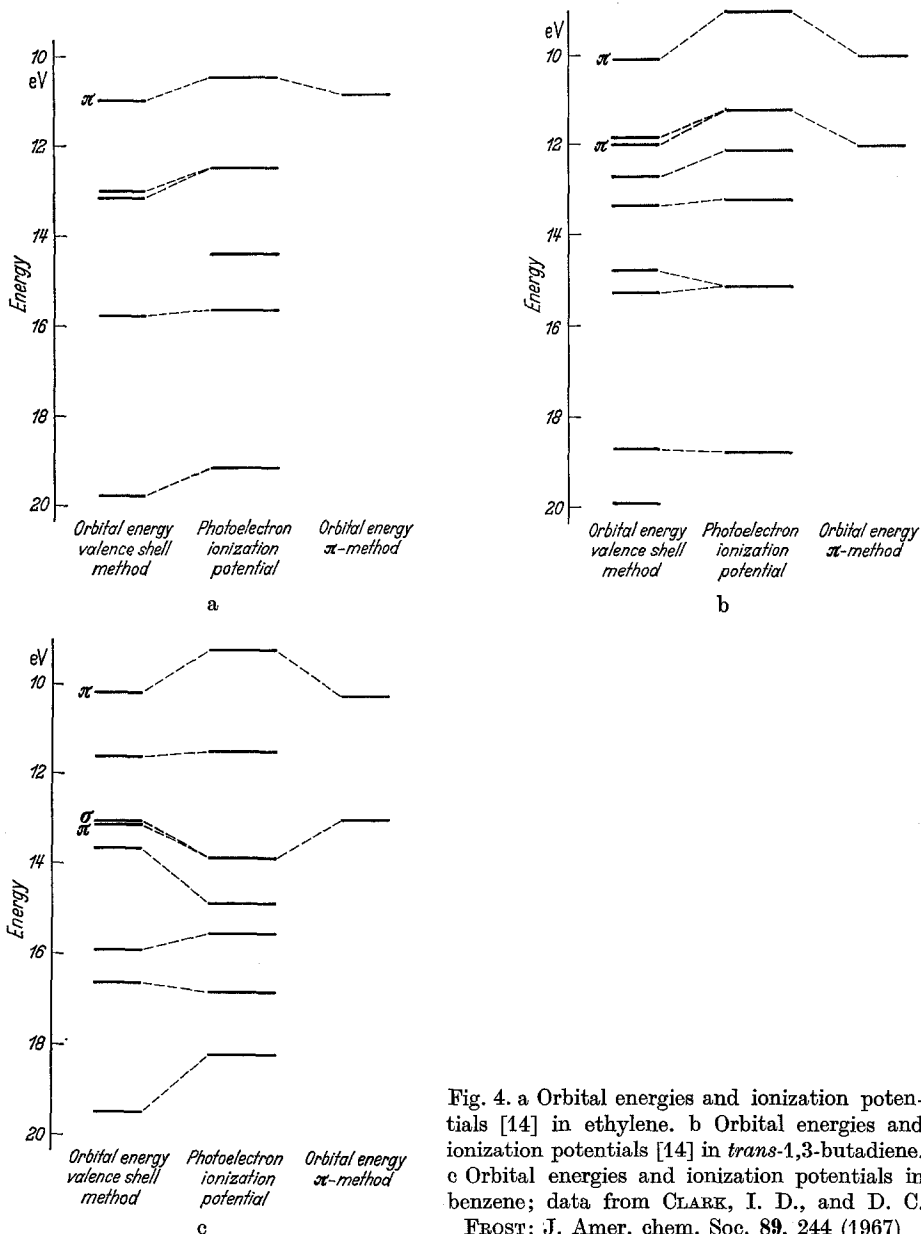 10
eV
π
12
14
16
18
20
Energy
Orbital energy Photoelectron Orbital energy
valence shell ionization π-method
method potential
a
eV
10
π
π
12
14
16
18
20
Energy
Orbital energy Photoelectron Orbital energy
valence shell ionization π-method
method potential
b
eV
10
π
12
σ
π
14
16
18
20
Energy
Orbital energy Photoelectron Orbital energy
valence shell ionization π-method
method potential
c
Fig. 4. a Orbital energies and ionization poten-
tials [14] in ethylene. b Orbital energies and
ionization potentials [14] in trans-1,3-butadiene.
c Orbital energies and ionization potentials in
benzene; data from CLARK, I. D., and D. C.
FROST: J. Amer. chem. Soc. 89, 244 (1967)